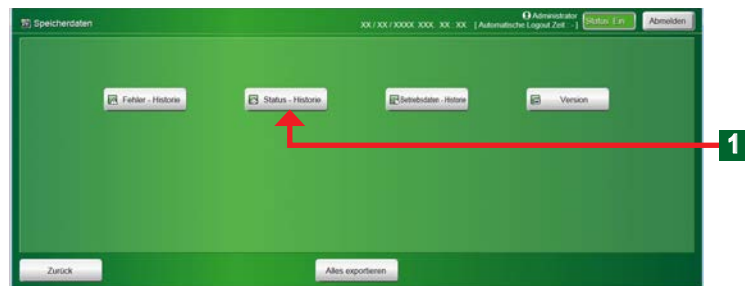 Speicherdaten
XX / XX / XXXX XXX XX : XX [ Automatische Logout Zeit : - ]
Administrator
Status Ein
Abmelden
Fehler - Historie
Status - Historie
Betriebsdaten - Historie
Version
1
Zurück
Alles exportieren